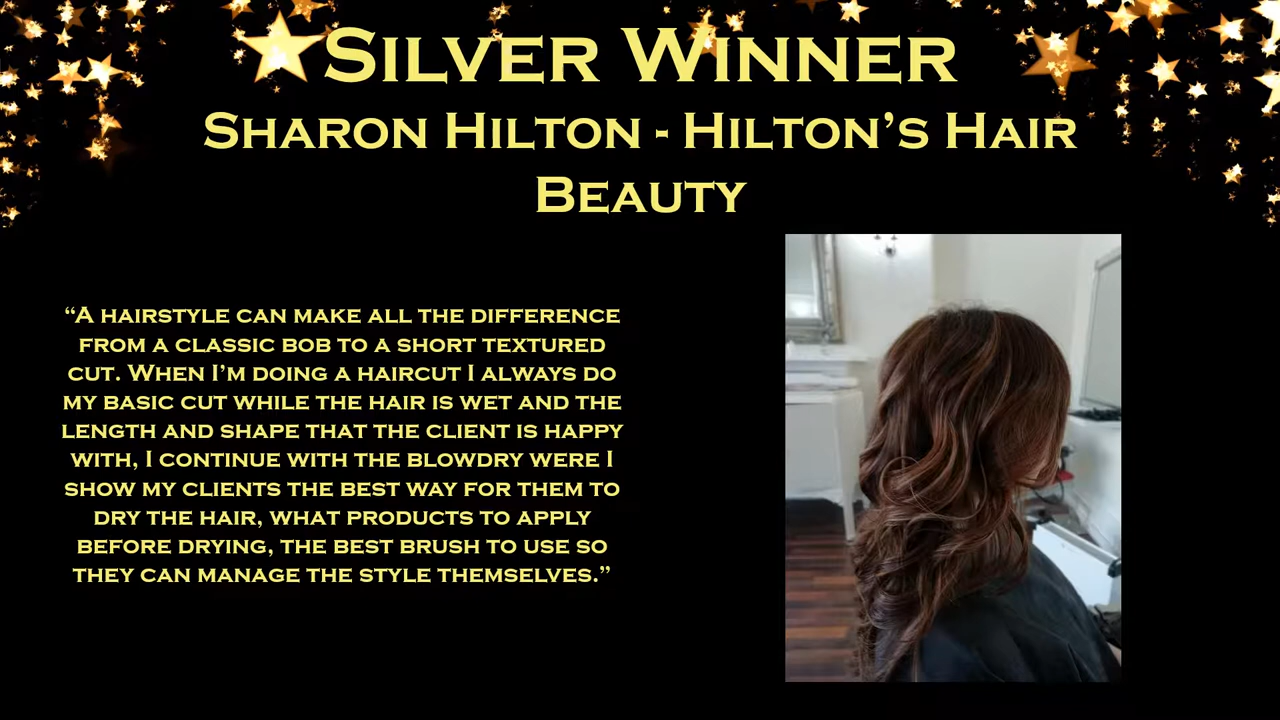 Silver Winner
Sharon Hilton - Hilton’s Hair
Beauty
“A hairstyle can make all the difference
from a classic bob to a short textured
cut. When I’m doing a haircut I always do
my basic cut while the hair is wet and the
length and shape that the client is happy
with, I continue with the blowdry were I
show my clients the best way for them to
dry the hair, what products to apply
before drying, the best brush to use so
they can manage the style themselves.”